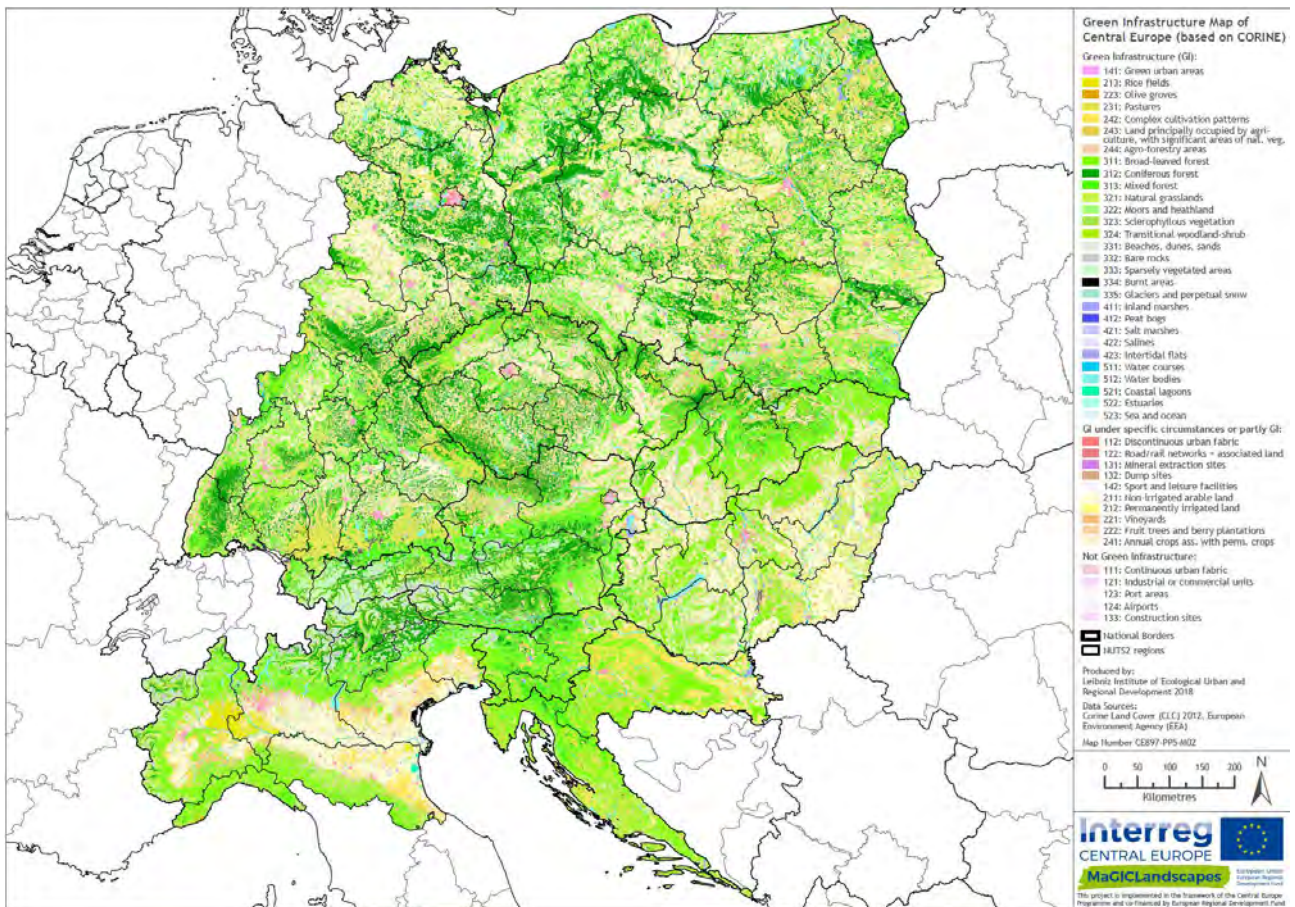 Green Infrastructure Map of
Central Europe (based on CORINE)
Green Infrastructure (GI):
141: Green urban areas
213: Rice fields
223: Olive groves
231: Pastures
242: Complex cultivation patterns
243: Land principally occupied by agri-
culture, with significant areas of nat. veg.
244: Agro-forestry areas
311: Broad-leaved forest
312: Coniferous forest
313: Mixed forest
321: Natural grasslands
322: Moors and heathland
323: Sclerophyllous vegetation
324: Transitional woodland-shrub
331: Beaches, dunes, sands
332: Bare rocks
333: Sparsely vegetated areas
334: Burnt areas
335: Glaciers and perpetual snow
411: Inland marshes
412: Peat bogs
421: Salt marshes
422: Salines
423: Intertidal flats
511: Water courses
512: Water bodies
521: Coastal lagoons
522: Estuaries
523: Sea and ocean
GI under specific circumstances or partly GI:
112: Discontinuous urban fabric
122: Road/rail networks + associated land
131: Mineral extraction sites
132: Dump sites
142: Sport and leisure facilities
211: Non-irrigated arable land
212: Permanently irrigated land
221: Vineyards
222: Fruit trees and berry plantations
241: Annual crops ass. with perm. crops
Not Green Infrastructure:
111: Continuous urban fabric
121: Industrial or commercial units
123: Port areas
124: Airports
133: Construction sites
National Borders
NUTS2 regions
Produced by:
Leibniz Institute of Ecological Urban and
Regional Development 2018
Data Sources:
Corine Land Cover (CLC) 2012, European
Environment Agency (EEA)
Map Number CE897-PP5-M02
0 50 100 150 200
Kilometres
N
Interreg
CENTRAL EUROPE
MaGICLandscapes
European Union
European Regional
Development Fund
This project is implemented in the framework of the Central Europe
Programme and co-financed by European Regional Development Fund